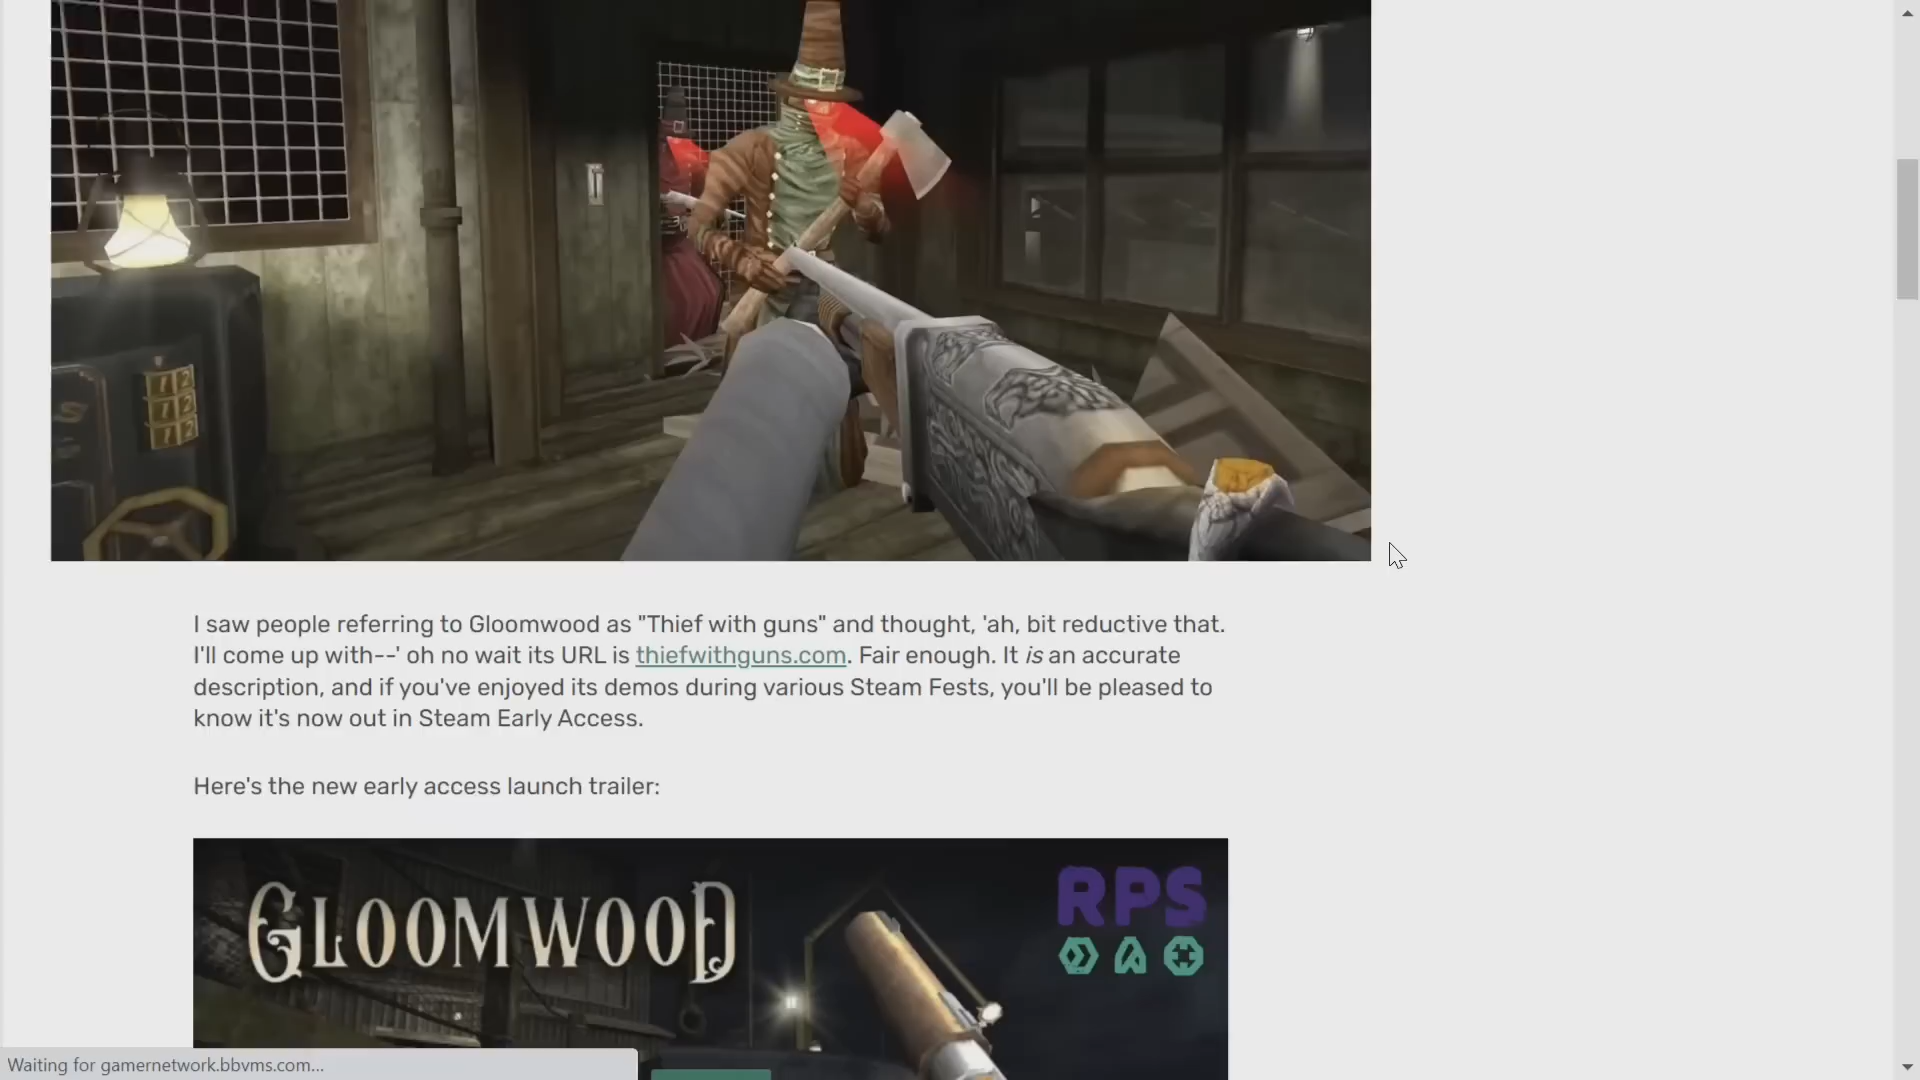 12
12
12
I saw people referring to Gloomwood as "Thief with guns" and thought, 'ah, bit reductive that.
I'll come up with--' oh no wait its URL is thiefwithguns.com. Fair enough. It is an accurate
description, and if you've enjoyed its demos during various Steam Fests, you'll be pleased to
know it's now out in Steam Early Access.
Here's the new early access launch trailer:
GLOOMWOOD
RPS
Waiting for gamernetwork.bbvms.com...